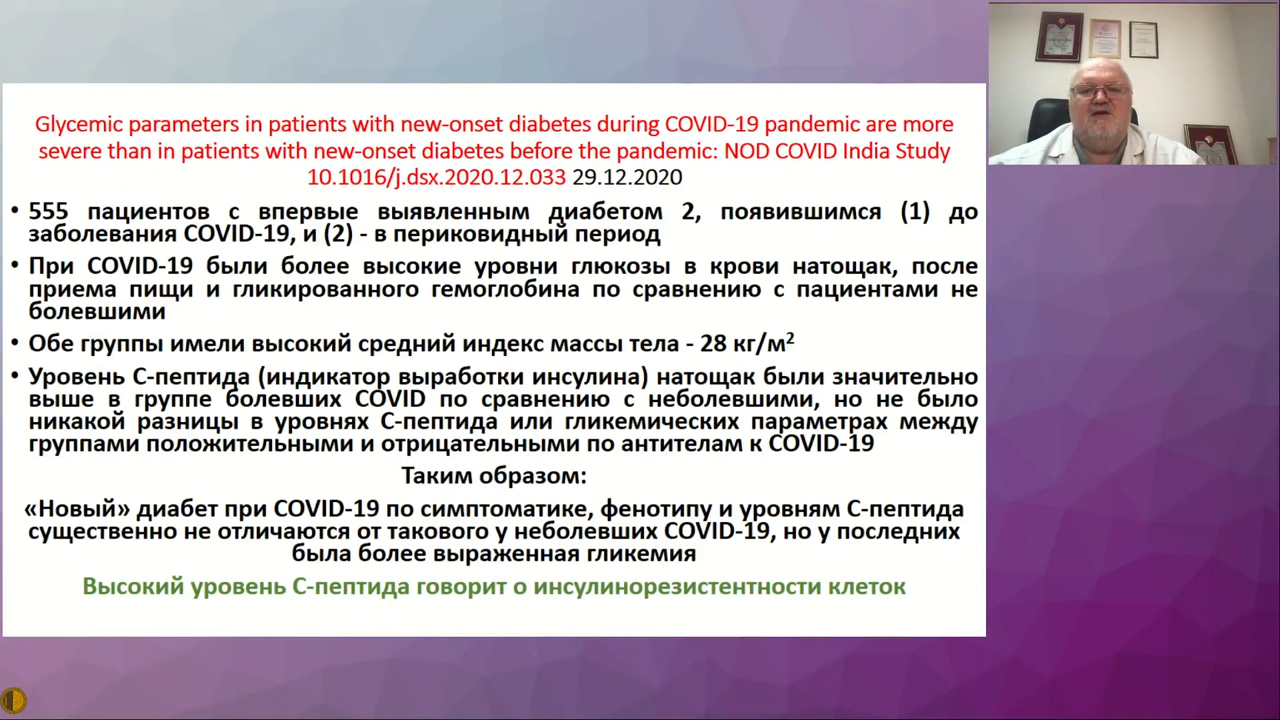 Glycemic parameters in patients with new-onset diabetes during COVID-19 pandemic are more
severe than in patients with new-onset diabetes before the pandemic: NOD COVID India Study
10.1016/j.dsx.2020.12.033 29.12.2020
• 555 пациентов с впервые выявленным диабетом 2, появившимся (1) до
заболевания COVID-19, и (2) - в периковидный период
• При COVID-19 были более высокие уровни глюкозы в крови натощак, после
приема пищи и гликированного гемоглобина по сравнению с пациентами не
болевшими
• Обе группы имели высокий средний индекс массы тела - 28 кг/м²
• Уровень С-пептида (индикатор выработки инсулина) натощак были значительно
выше в группе болевших COVID по сравнению с неболевшими, но не было
никакой разницы в уровнях С-пептида или гликемических параметрах между
группами положительными и отрицательными по антителам к COVID-19
Таким образом:
«Новый» диабет при COVID-19 по симптоматике, фенотипу и уровням С-пептида
существенно не отличаются от такового у неболевших COVID-19, но у последних
была более выраженная гликемия
Высокий уровень С-пептида говорит о инсулинорезистентности клеток